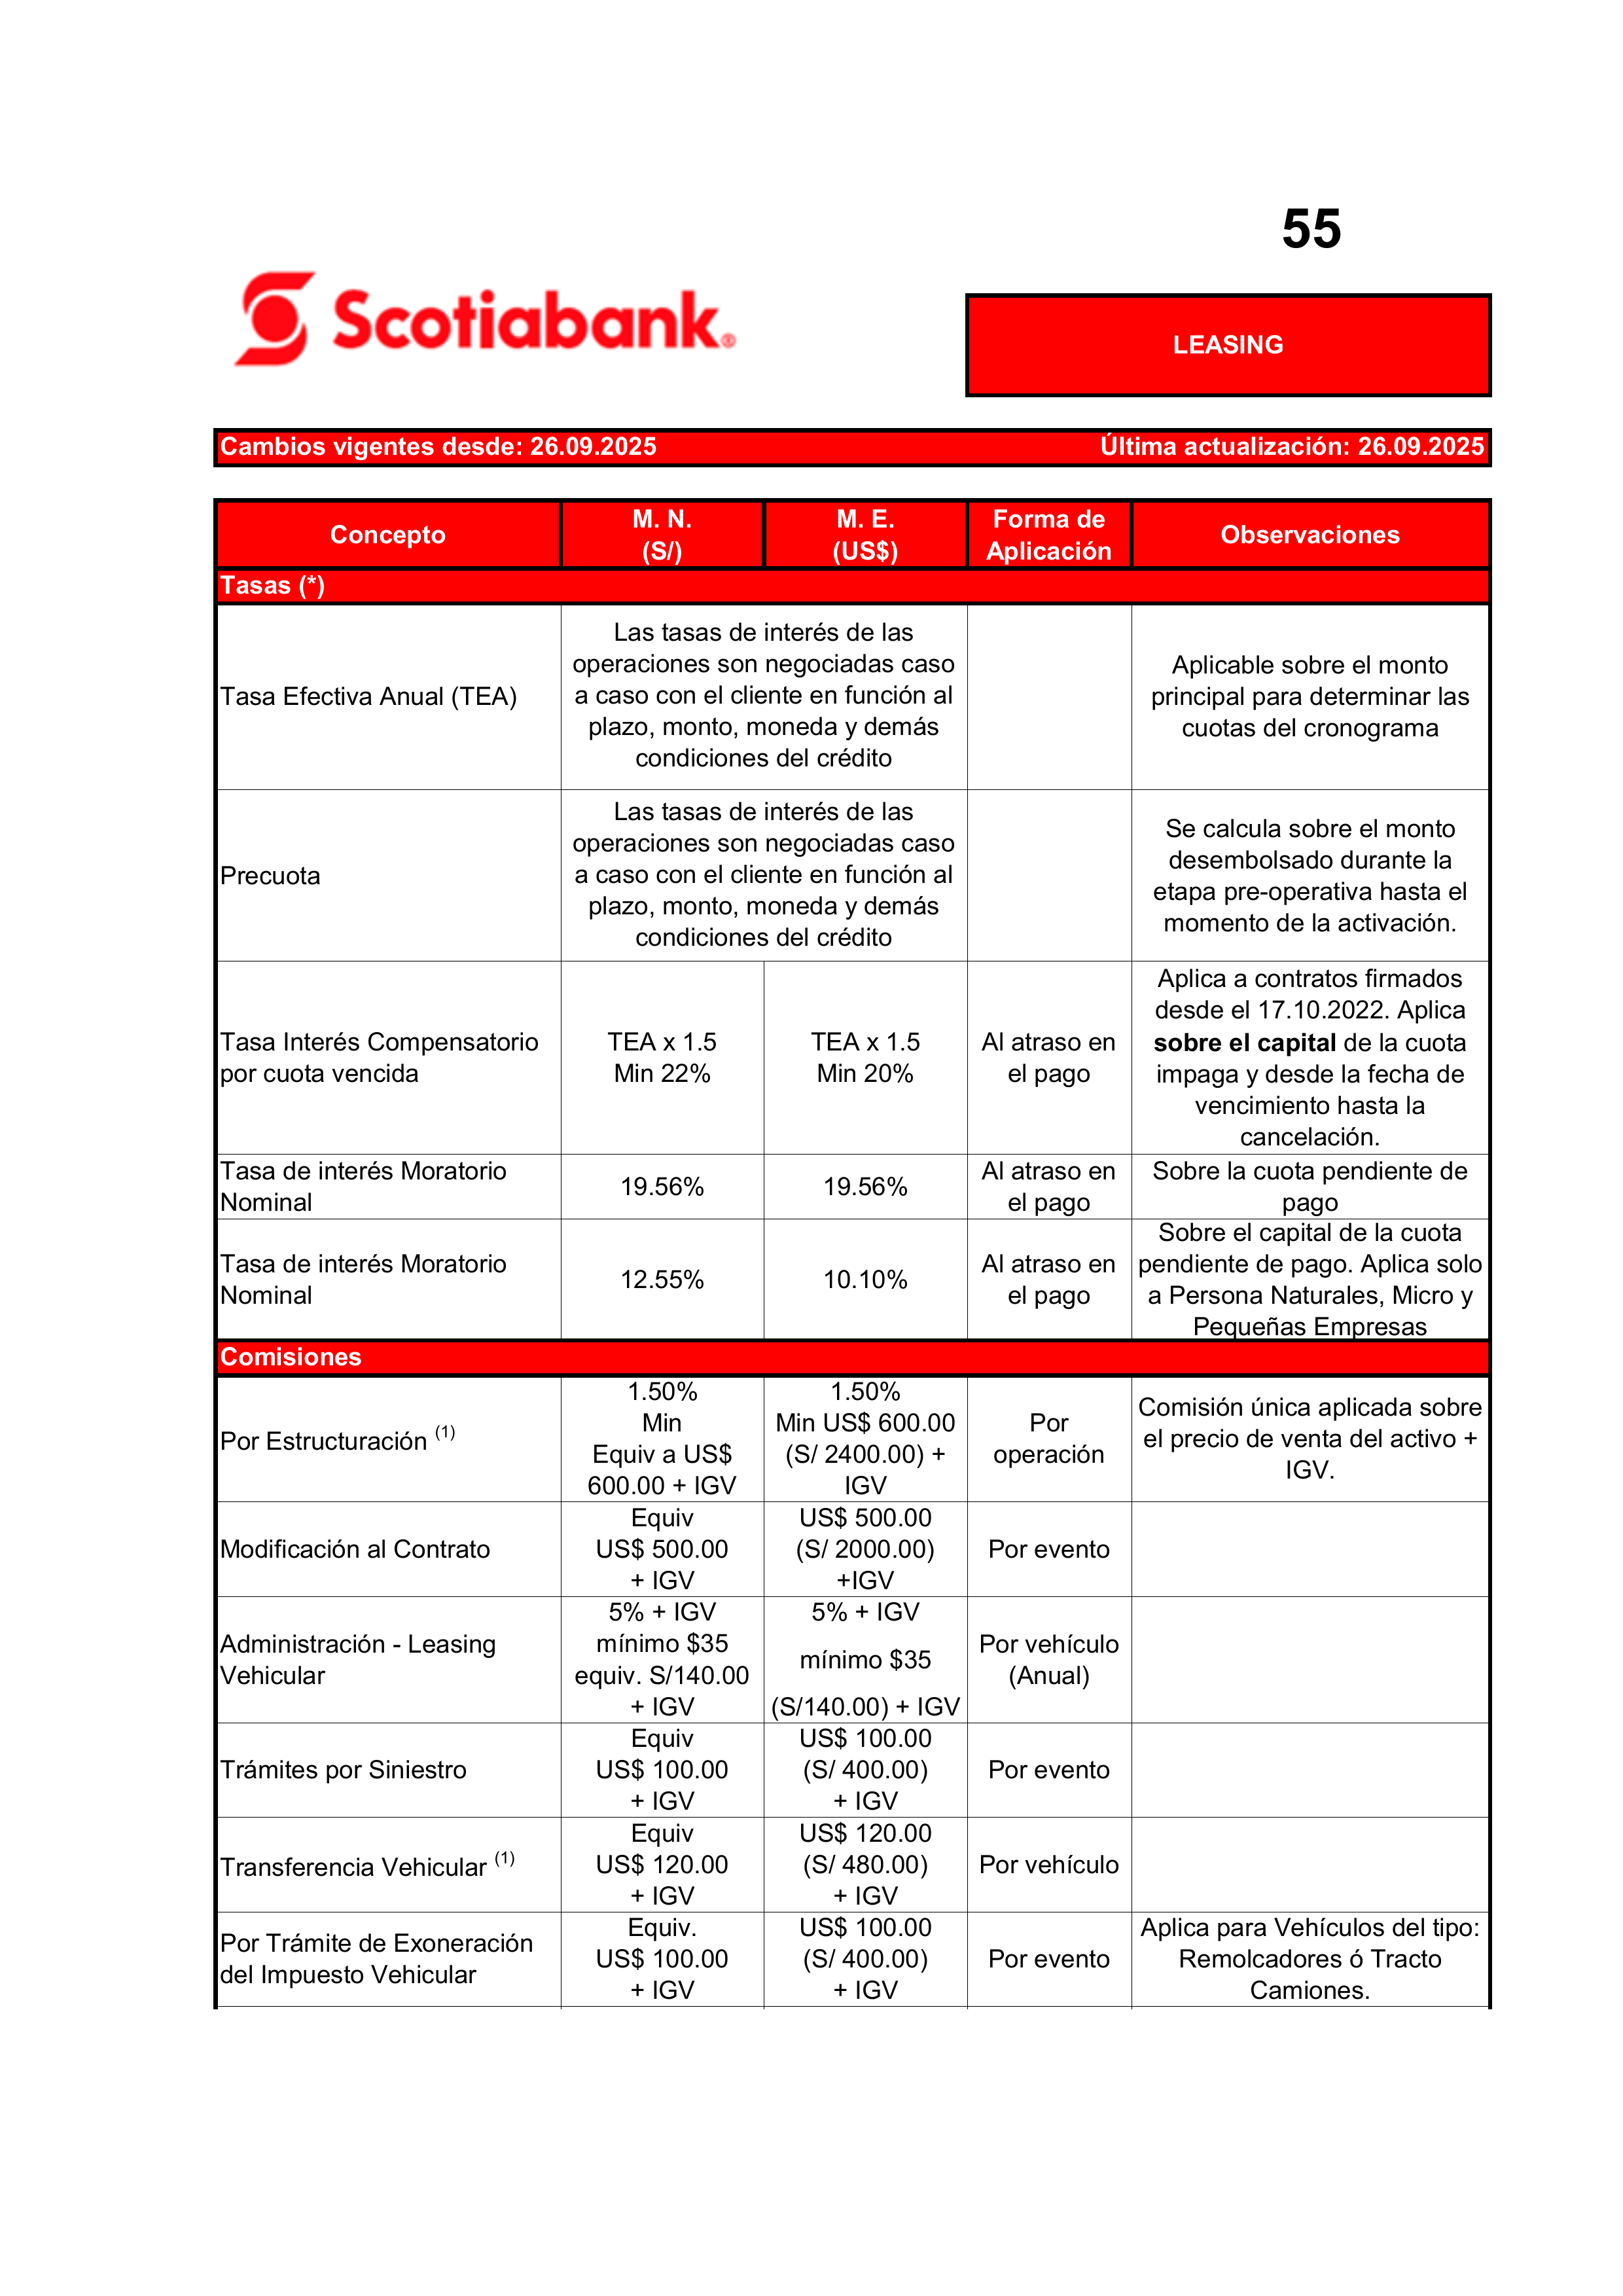 55
Scotiabank®
LEASING
Cambios vigentes desde: 26.09.2025 Última actualización: 26.09.2025
Concepto
M. N.
(S/)
M. E.
(US$)
Forma de
Aplicación
Observaciones
Tasas (*)
Tasa Efectiva Anual (TEA)
Las tasas de interés de las
operaciones son negociadas caso
a caso con el cliente en función al
plazo, monto, moneda y demás
condiciones del crédito
Aplicable sobre el monto
principal para determinar las
cuotas del cronograma
Precuota
Las tasas de interés de las
operaciones son negociadas caso
a caso con el cliente en función al
plazo, monto, moneda y demás
condiciones del crédito
Se calcula sobre el monto
desembolsado durante la
etapa pre-operativa hasta el
momento de la activación.
Tasa Interés Compensatorio
por cuota vencida
TEA x 1.5
Min 22%
TEA x 1.5
Min 20%
Al atraso en
el pago
Aplica a contratos firmados
desde el 17.10.2022. Aplica
sobre el capital de la cuota
impaga y desde la fecha de
vencimiento hasta la
cancelación.
Tasa de interés Moratorio
Nominal
19.56%
19.56%
Al atraso en
el pago
Sobre la cuota pendiente de
pago
Tasa de interés Moratorio
Nominal
12.55%
10.10%
Al atraso en
el pago
Sobre el capital de la cuota
pendiente de pago. Aplica solo
a Persona Naturales, Micro y
Pequeñas Empresas
Comisiones
Por Estructuración (1)
1.50%
Min
Equiv a US$
600.00 + IGV
1.50%
Min US$ 600.00
(S/ 2400.00) +
IGV
Por
operación
Comisión única aplicada sobre
el precio de venta del activo +
IGV.
Modificación al Contrato
Equiv
US$ 500.00
+ IGV
US$ 500.00
(S/ 2000.00)
+IGV
Por evento
Administración - Leasing
Vehicular
5% + IGV
mínimo $35
equiv. S/140.00
+ IGV
5% + IGV
mínimo $35
(S/140.00) + IGV
Por vehículo
(Anual)
Trámites por Siniestro
Equiv
US$ 100.00
+ IGV
US$ 100.00
(S/ 400.00)
+ IGV
Por evento
Transferencia Vehicular (1)
Equiv
US$ 120.00
+ IGV
US$ 120.00
(S/ 480.00)
+ IGV
Por vehículo
Por Trámite de Exoneración
del Impuesto Vehicular
Equiv.
US$ 100.00
+ IGV
US$ 100.00
(S/ 400.00)
+ IGV
Por evento
Aplica para Vehículos del tipo:
Remolcadores ó Tracto
Camiones.